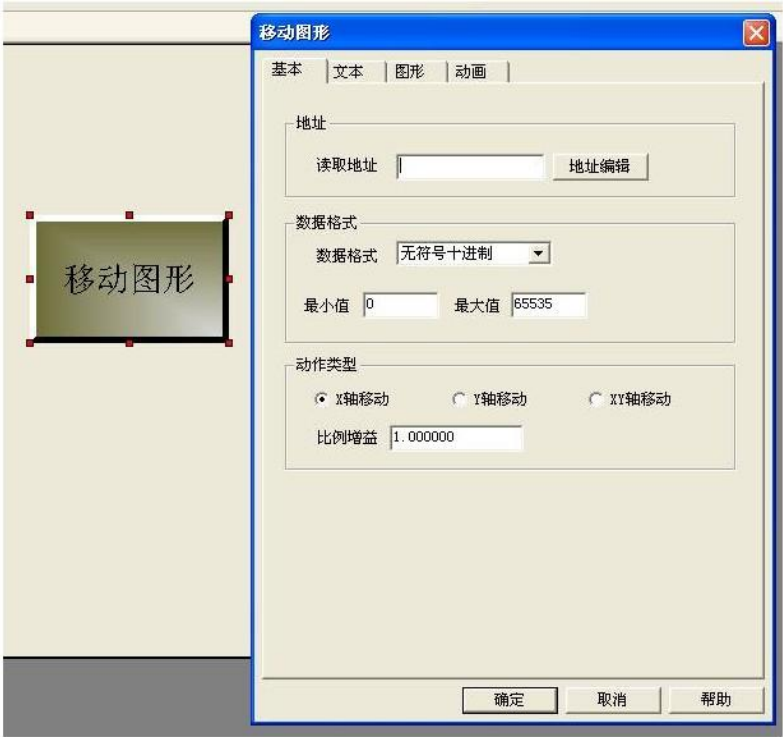 移动图形
基本 文本 图形 动画
地址
读取地址 地址编辑
数据格式
数据格式 无符号十进制
最小值 0 最大值 65535
移动图形
动作类型
X轴移动 Y轴移动 XY轴移动
比例增益 1.000000
确定 取消 帮助